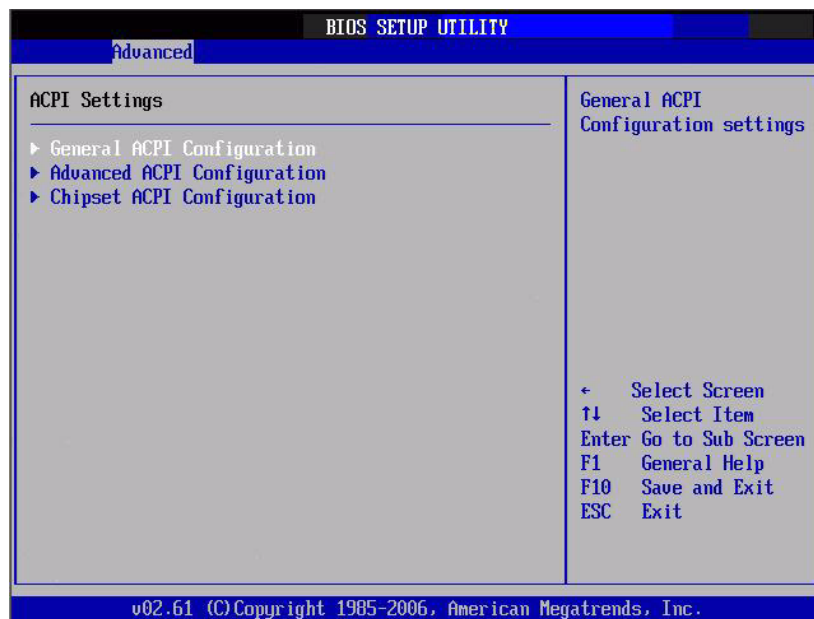 BIOS SETUP UTILITY
Advanced
ACPI Settings
General ACPI Configuration
Advanced ACPI Configuration
Chipset ACPI Configuration
General ACPI
Configuration settings
← Select Screen
↑↓ Select Item
Enter Go to Sub Screen
F1 General Help
F10 Save and Exit
ESC Exit
v02.61 (C)Copyright 1985-2006, American Megatrends, Inc.